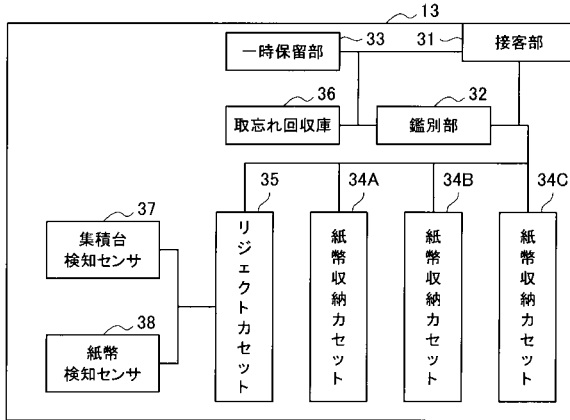 13
33
31
一時保留部
接客部
36
32
取忘れ回収庫
鑑別部
35
34A
34B
34C
37
集積台
検知センサ
38
紙幣
検知センサ
リジェクトカセット
紙幣収納カセット
紙幣収納カセット
紙幣収納カセット